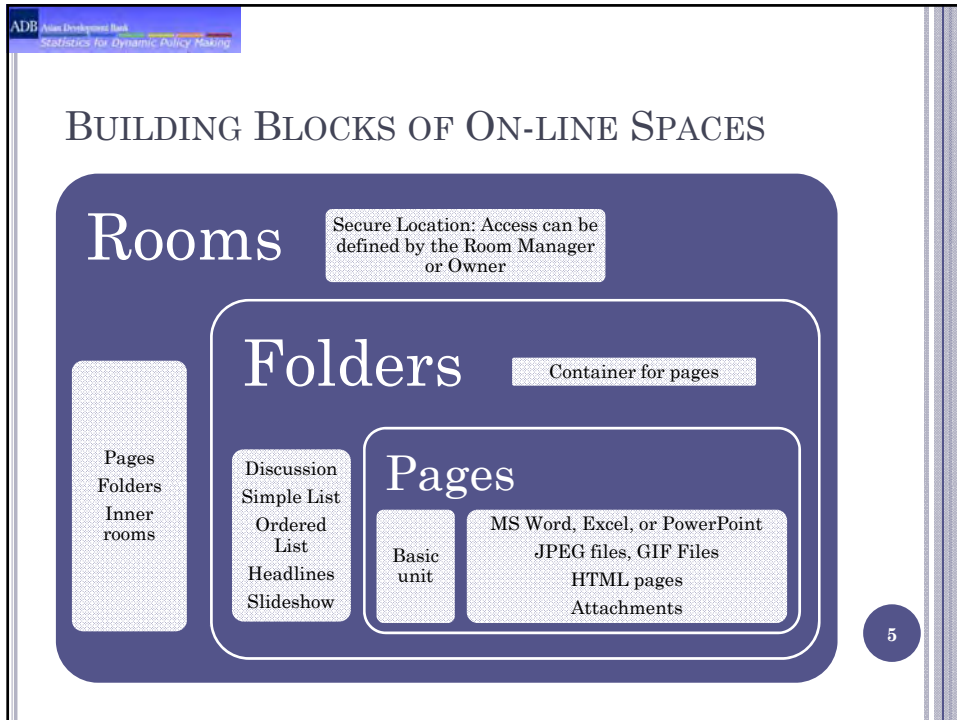 ADB Asian Development Bank
Statistics for Dynamic Policy Making
BUILDING BLOCKS OF ON-LINE SPACES
Rooms
Secure Location: Access can be
defined by the Room Manager
or Owner
Pages
Folders
Inner
rooms
Folders
Container for pages
Discussion
Simple List
Ordered
List
Headlines
Slideshow
Pages
Basic
unit
MS Word, Excel, or PowerPoint
JPEG files, GIF Files
HTML pages
Attachments
5